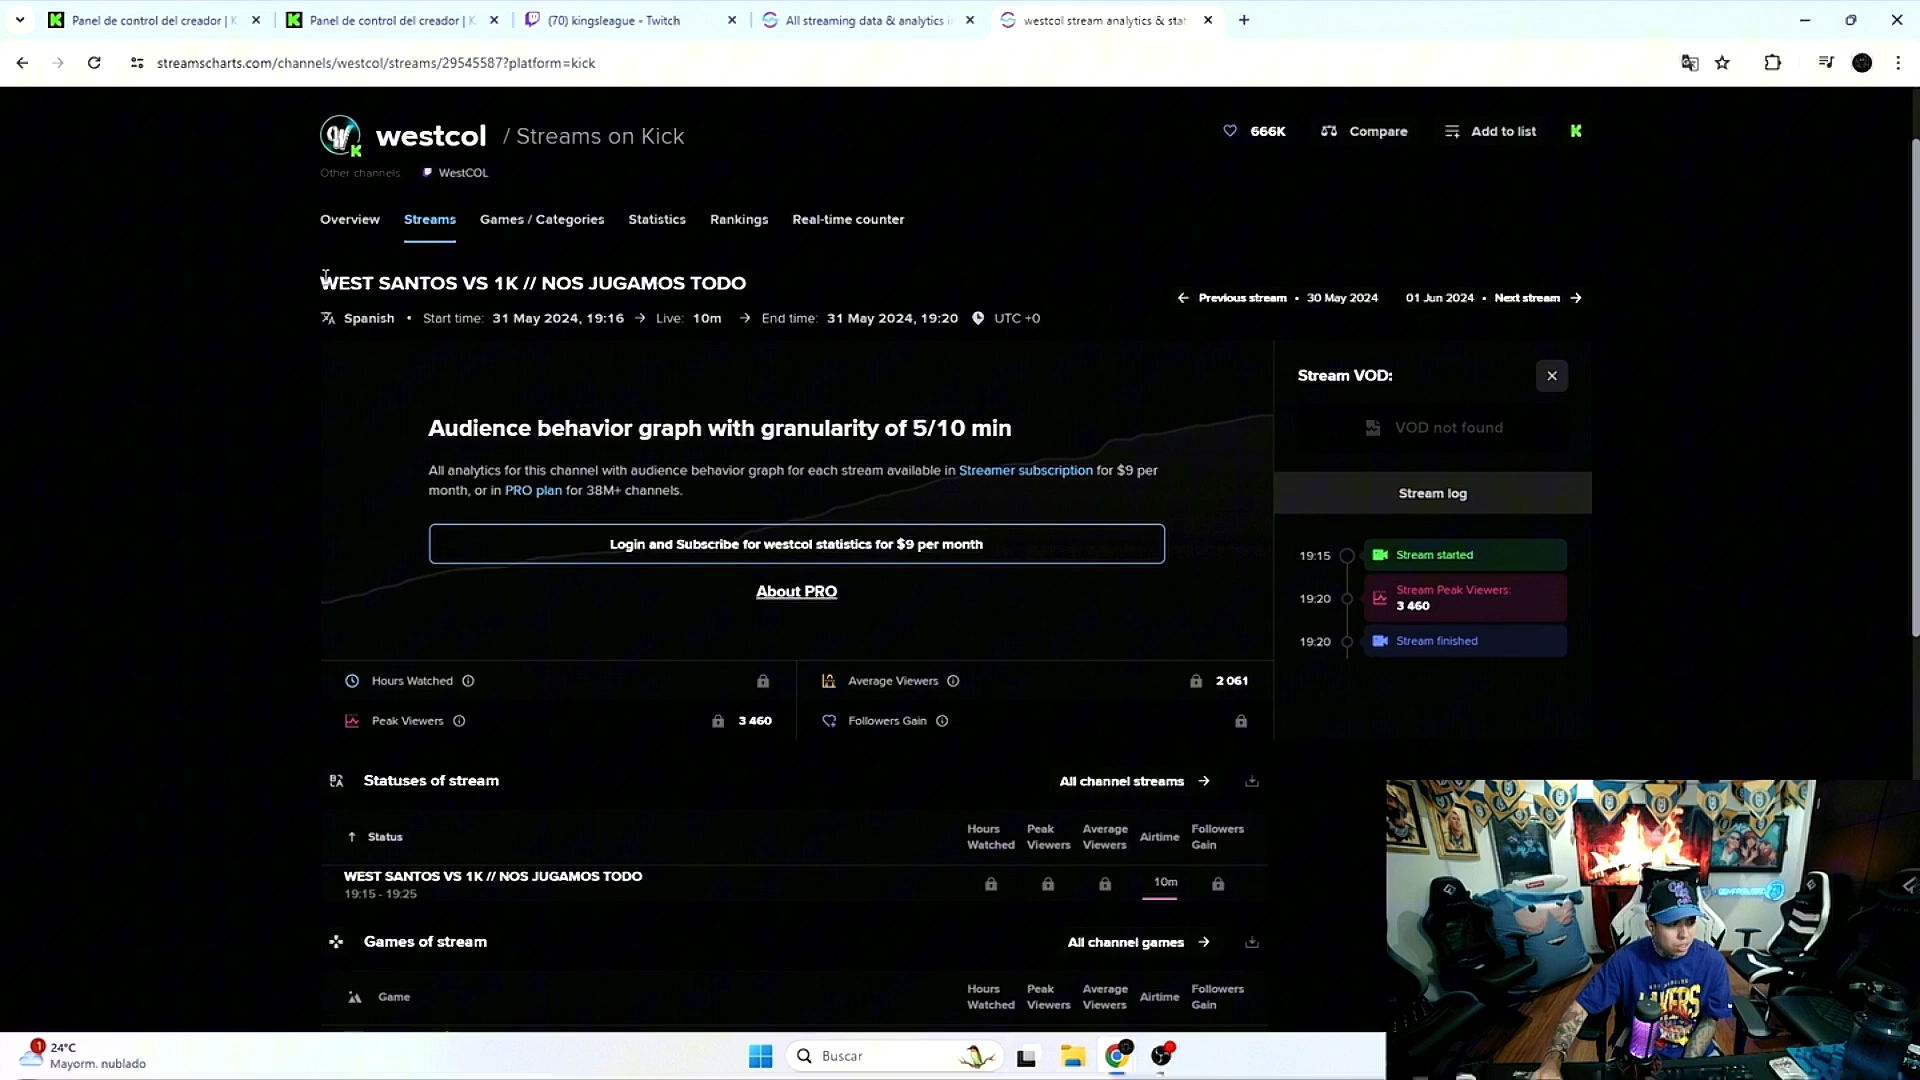 Panel de control del creador | K
Panel de control del creador | K
(70) kingsleague - Twitch
All streaming data & analytics i
westcol stream analytics & stat
streamscharts.com/channels/westcol/streams/29545587?platform=kick
westcol / Streams on Kick
666K
Compare
Add to list
Other channels
WestCOL
Overview
Streams
Games / Categories
Statistics
Rankings
Real-time counter
WEST SANTOS VS 1K // NOS JUGAMOS TODO
Previous stream • 30 May 2024
01 Jun 2024 • Next stream
Spanish • Start time: 31 May 2024, 19:16 → Live: 10m → End time: 31 May 2024, 19:20 UTC +0
Audience behavior graph with granularity of 5/10 min
All analytics for this channel with audience behavior graph for each stream available in Streamer subscription for $9 per
month, or in PRO plan for 38M+ channels.
Login and Subscribe for westcol statistics for $9 per month
About PRO
Stream VOD:
VOD not found
Stream log
19:15 Stream started
19:20 Stream Peak Viewers:
3 460
19:20 Stream finished
Hours Watched
Average Viewers 2 061
Peak Viewers 3 460
Followers Gain
Statuses of stream
All channel streams
Status
Hours Watched
Peak Viewers
Average Viewers
Airtime
Followers Gain
WEST SANTOS VS 1K // NOS JUGAMOS TODO
10m
19:15 - 19:25
Games of stream
All channel games
Game
Hours Watched
Peak Viewers
Average Viewers
Airtime
Followers Gain
1
24°C
Mayorm. nublado
Buscar